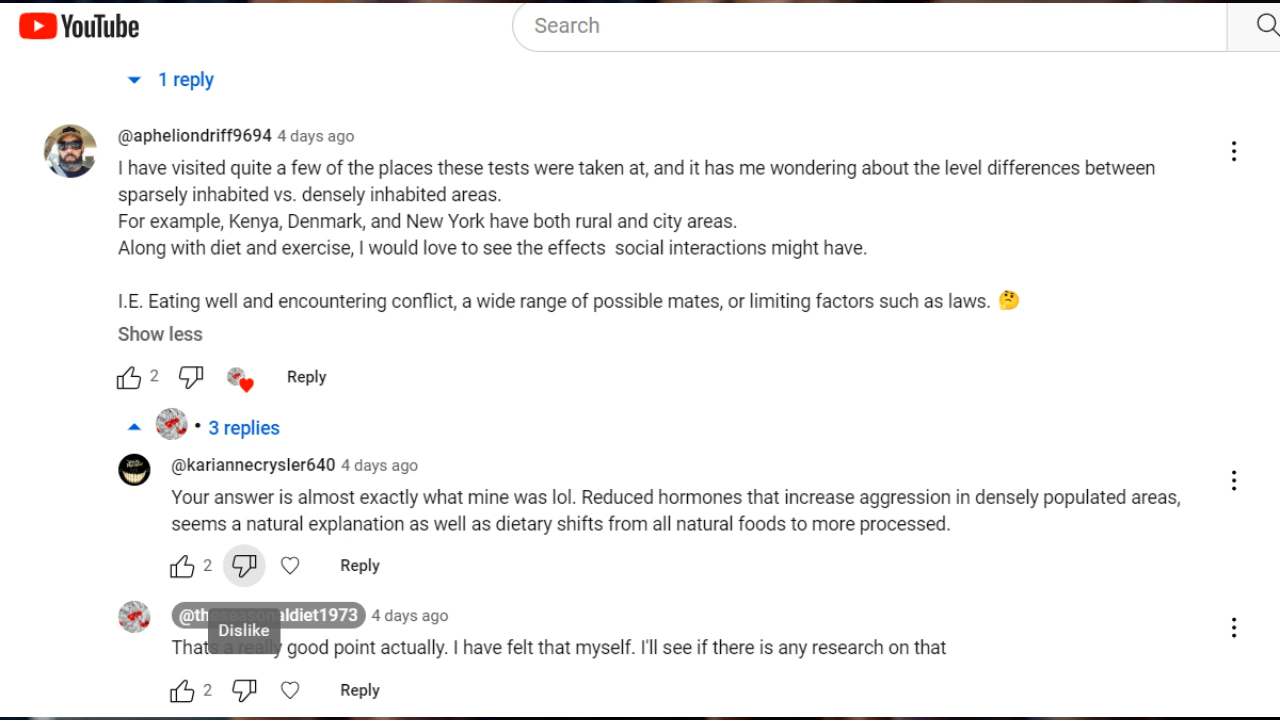 YouTube
Search
1 reply
@apheliondriff9694 4 days ago
I have visited quite a few of the places these tests were taken at, and it has me wondering about the level differences between
sparsely inhabited vs. densely inhabited areas.
For example, Kenya, Denmark, and New York have both rural and city areas.
Along with diet and exercise, I would love to see the effects  social interactions might have.
I.E. Eating well and encountering conflict, a wide range of possible mates, or limiting factors such as laws. 🤔
Show less
2 Reply
• 3 replies
@kariannecrysler640 4 days ago
Your answer is almost exactly what mine was lol. Reduced hormones that increase aggression in densely populated areas,
seems a natural explanation as well as dietary shifts from all natural foods to more processed.
2 Reply
@theseasonaldiet1973 4 days ago
Dislike
Thats a really good point actually. I have felt that myself. I'll see if there is any research on that
2 Reply